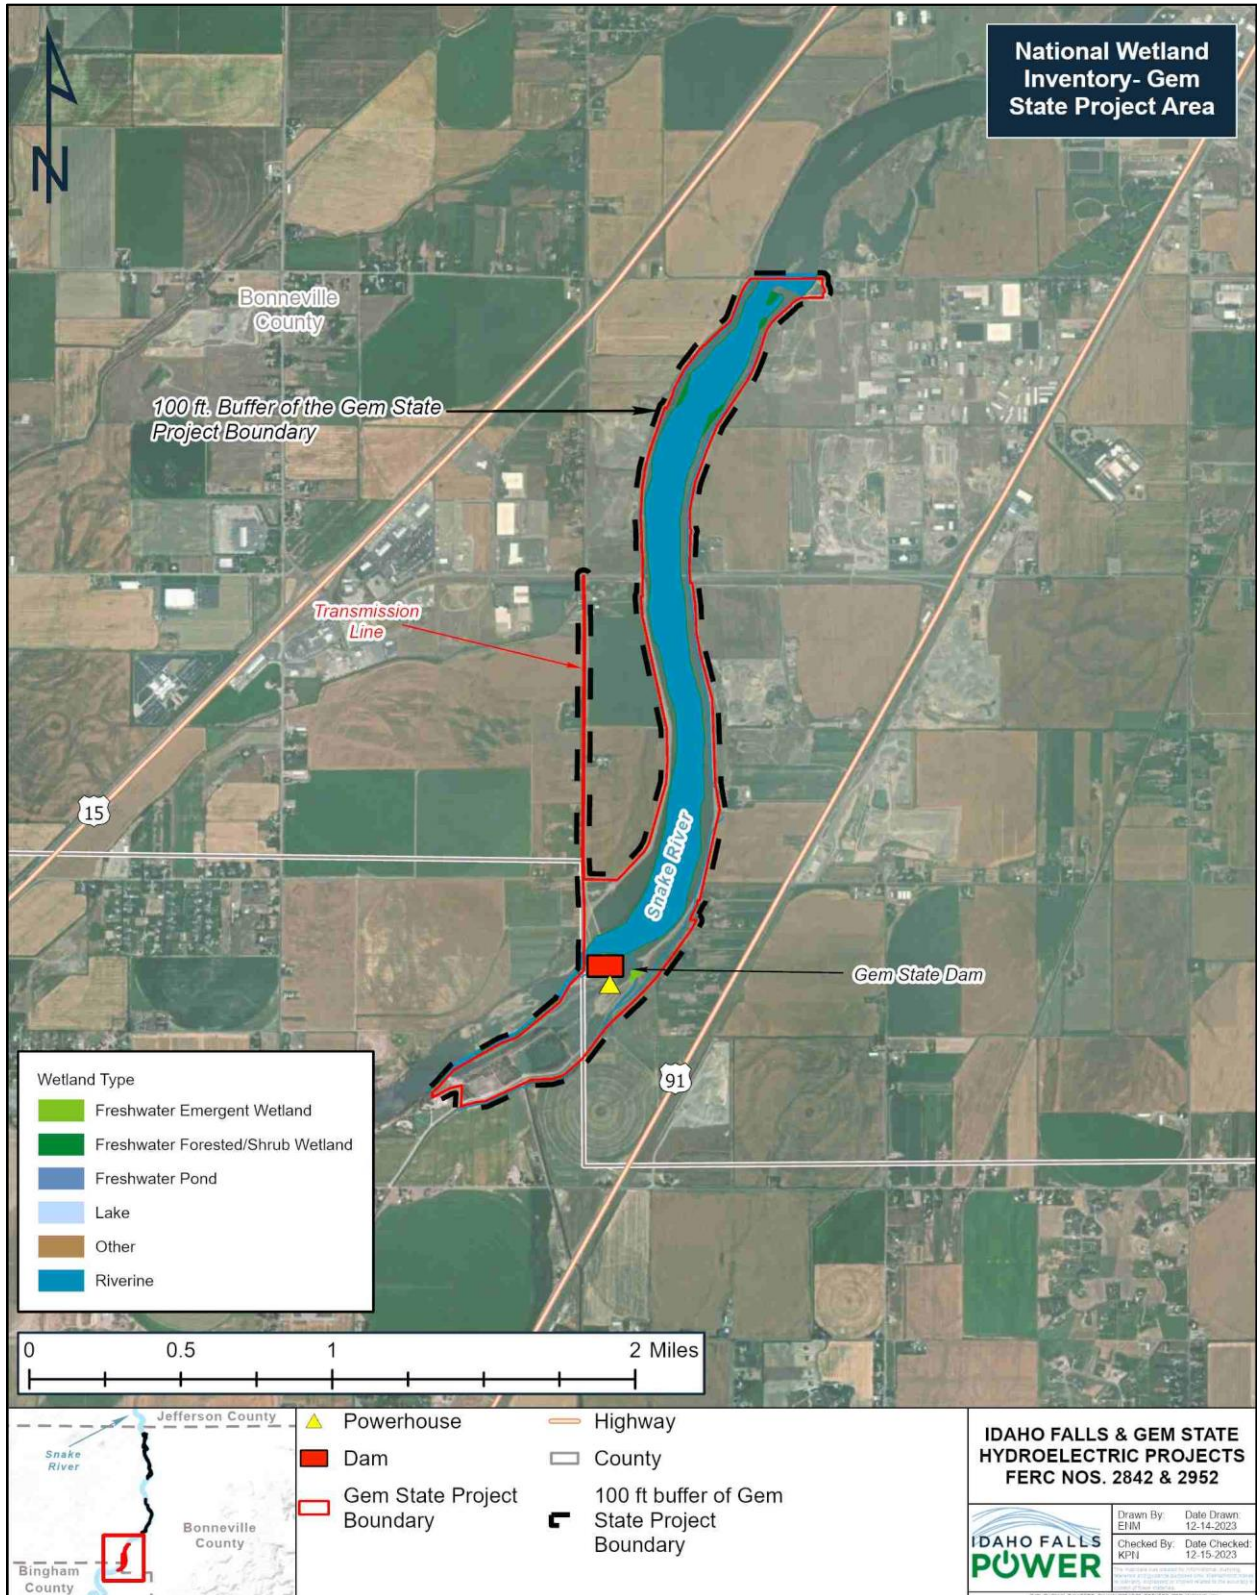 National Wetland
Inventory- Gem
State Project Area
N
Bonneville
County
100 ft. Buffer of the Gem State
Project Boundary
Transmission
Line
15
Snake River
Gem State Dam
91
Wetland Type
Freshwater Emergent Wetland
Freshwater Forested/Shrub Wetland
Freshwater Pond
Lake
Other
Riverine
0 0.5 1 2 Miles
Jefferson County
Snake
River
Bonneville
County
Bingham
County
Powerhouse
Dam
Gem State Project
Boundary
Highway
County
100 ft buffer of Gem
State Project
Boundary
IDAHO FALLS & GEM STATE
HYDROELECTRIC PROJECTS
FERC NOS. 2842 & 2952
IDAHO FALLS
POWER
Drawn By: Date Drawn:
ENM 12-14-2023
Checked By: Date Checked:
KPN 12-15-2023